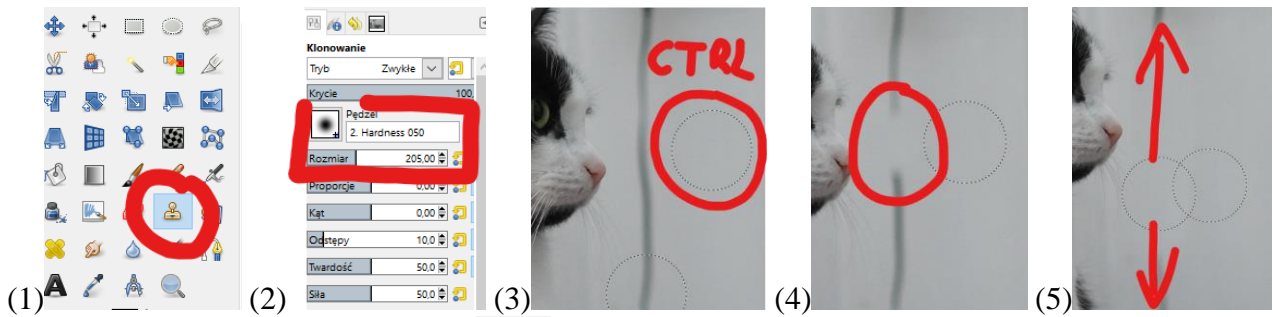 Klonowanie
Tryb Zwykłe
Krycie 100,
Pędzel
2. Hardness 050
Rozmiar 205,00
Proporcje 0,00
Kąt 0,00
Odstępy 10,0
Twardość 50,0
Siła 50,0
CTRL
(1) (2) (3) (4) (5)